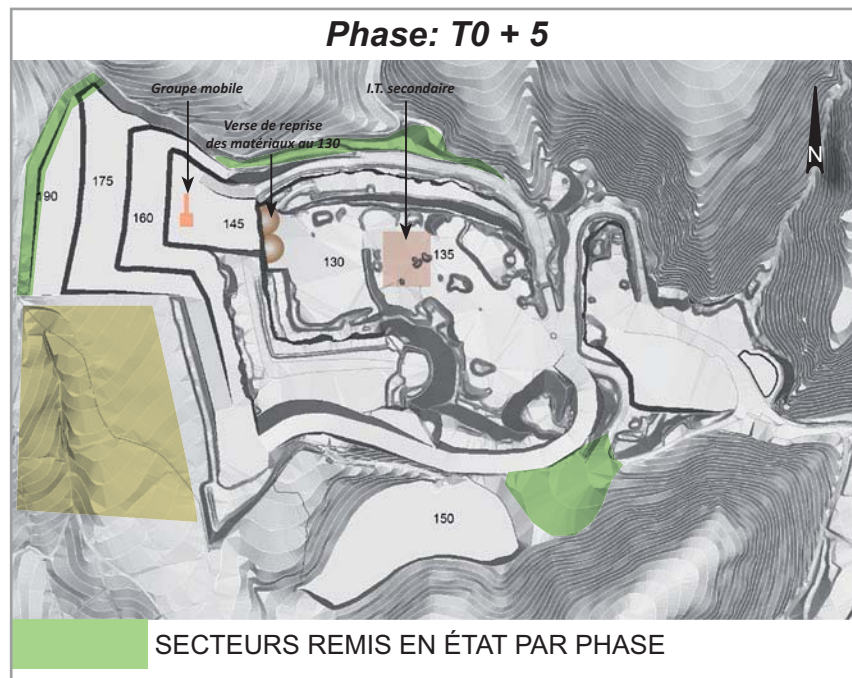 Phase: T0 + 5
Groupe mobile
I.T. secondaire
Verse de reprise
des matériaux au 130
N
190
175
160
145
130
135
150
SECTEURS REMIS EN ÉTAT PAR PHASE